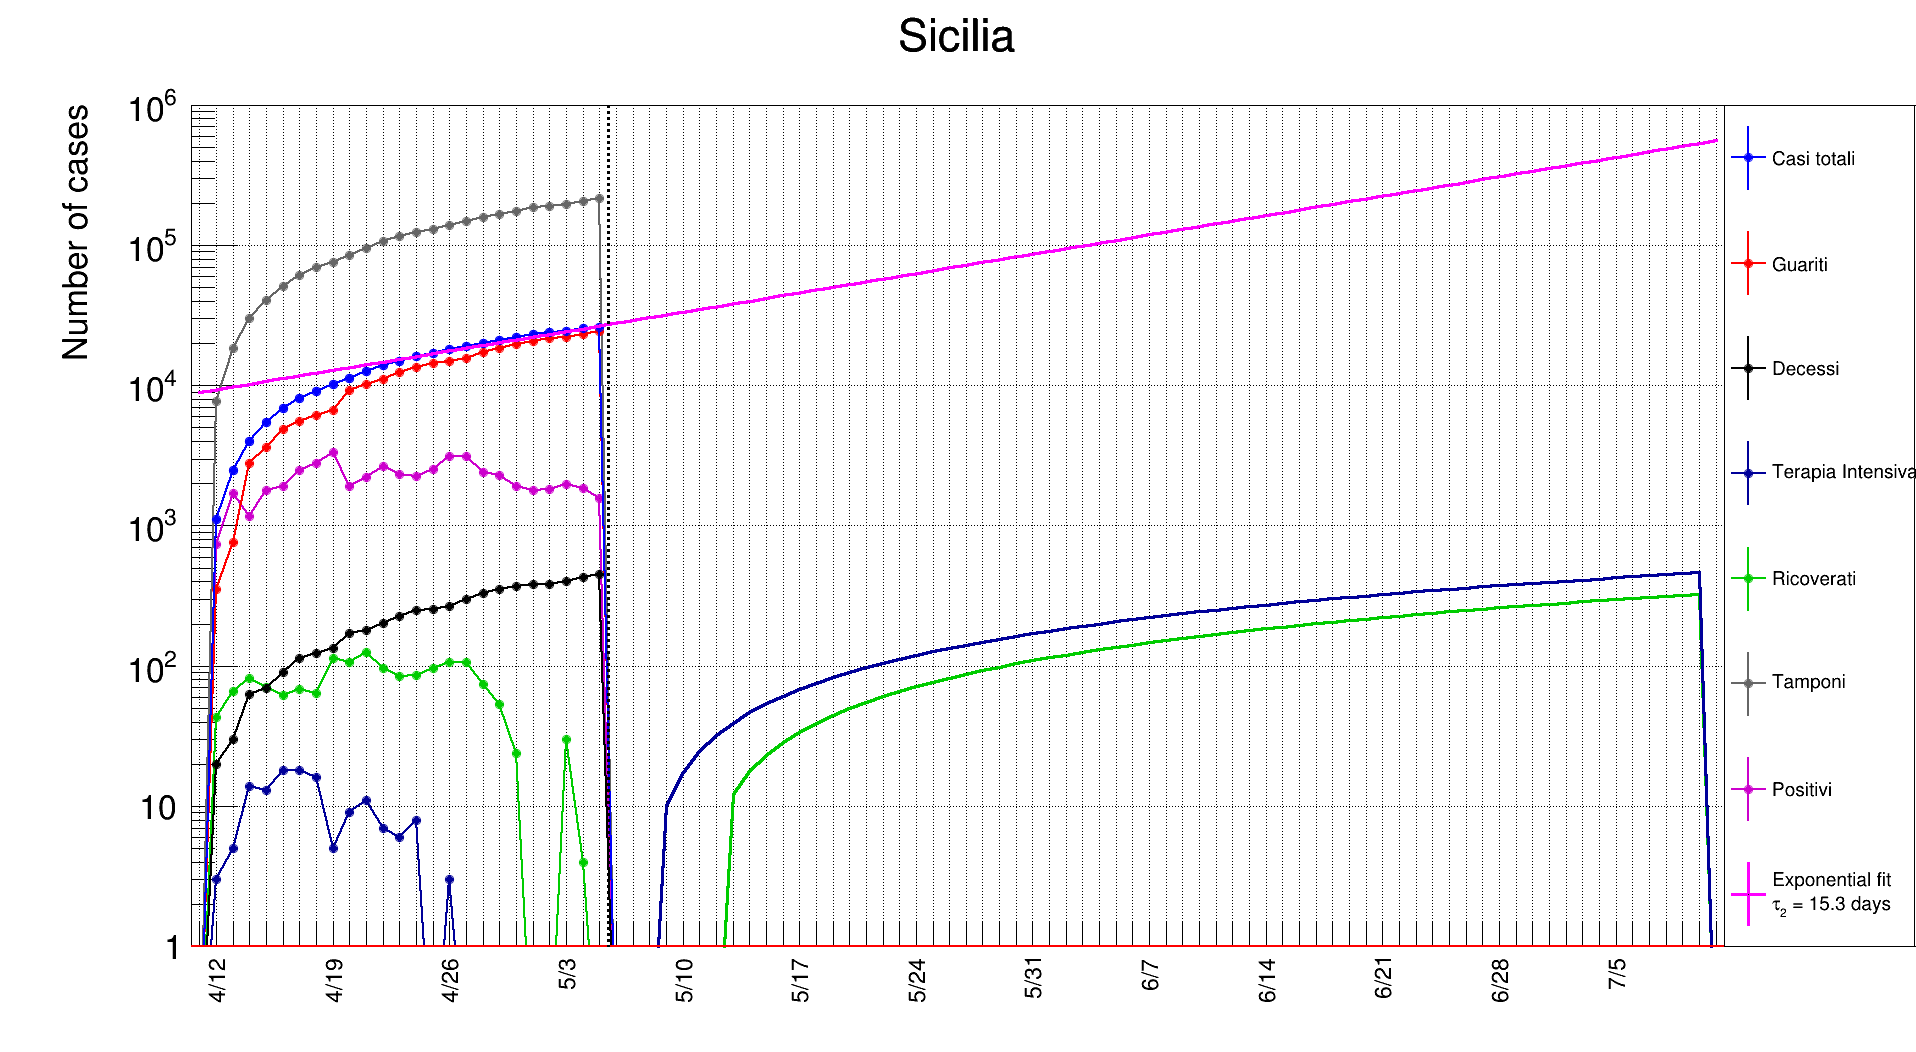 Sicilia
Number of cases
10^6
10^5
10^4
10^3
10^2
10
1
4/12
4/19
4/26
5/3
5/10
5/17
5/24
5/31
6/7
6/14
6/21
6/28
7/5
Casi totali
Guariti
Decessi
Terapia Intensiva
Ricoverati
Tamponi
Positivi
Exponential fit
τ₂ = 15.3 days